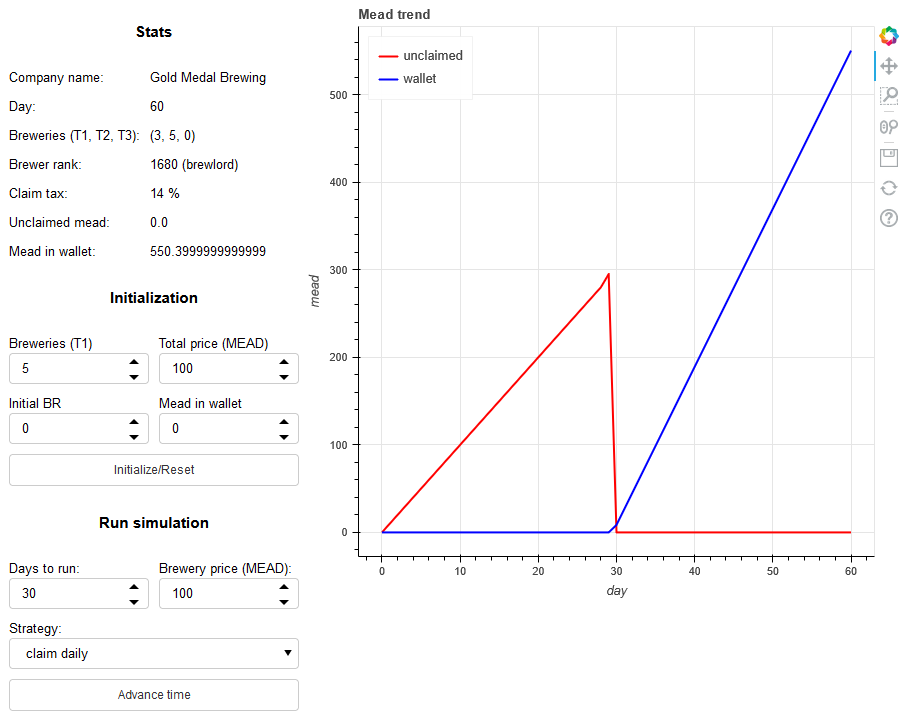 Stats
Company name: Gold Medal Brewing
Day: 60
Breweries (T1, T2, T3): (3, 5, 0)
Brewer rank: 1680 (brewlord)
Claim tax: 14 %
Unclaimed mead: 0.0
Mead in wallet: 550.3999999999999
Initialization
Breweries (T1) Total price (MEAD)
5 100
Initial BR Mead in wallet
0 0
Initialize/Reset
Run simulation
Days to run: Brewery price (MEAD):
30 100
Strategy:
claim daily
Advance time
Mead trend
unclaimed
wallet
500
400
300
200
100
0
mead
0 10 20 30 40 50 60
day
?